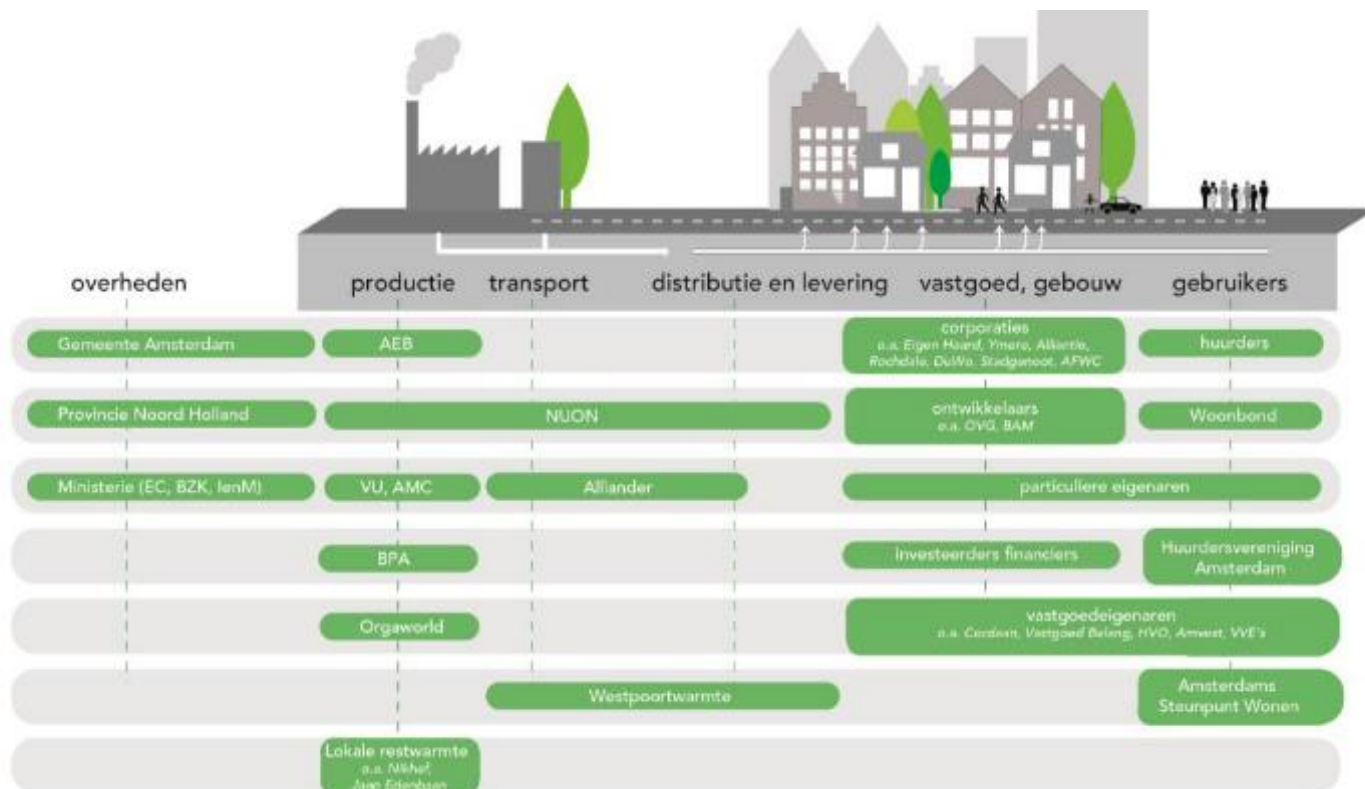 overheden productie transport distributie en levering vastgoed, gebouw gebruikers
Gemeente Amsterdam
AEB
corporaties
o.a. Eigen Haard, Ymere, Alliantie,
Rochdale, DuWo, Stadgenoot, AFWC
huurders
Provincie Noord Holland
NUON
ontwikkelaars
o.a. OVG, BAM
Woonbond
Ministerie (EC, BZK, IenM)
VU, AMC
Alliander
particuliere eigenaren
BPA
investeerders financiers
Huurdersvereniging
Amsterdam
Orgaworld
vastgoedeigenaren
o.a. Cordaan, Vastgoed Belang, HVO, Amvest, VVE's
Westpoortwarmte
Amsterdams
Steunpunt Wonen
Lokale restwarmte
o.a. Nikhef,
Jaap